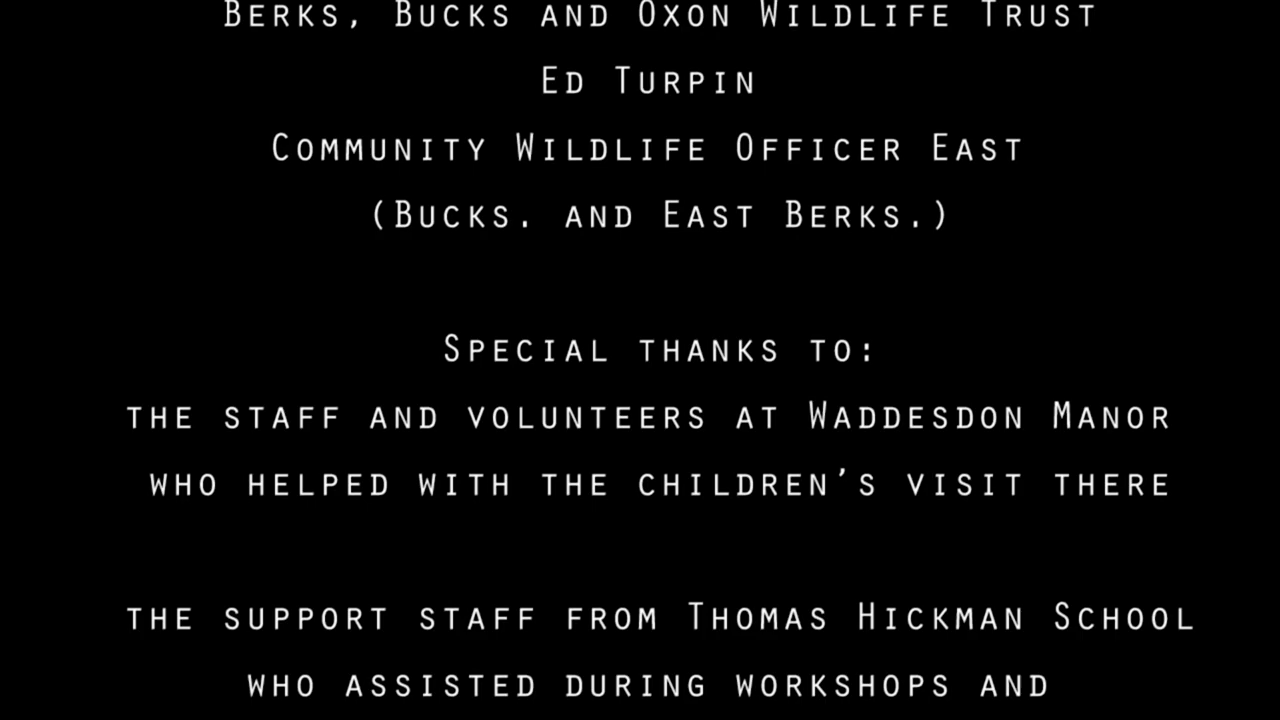 Berks, Bucks and Oxon Wildlife Trust
Ed Turpin
Community Wildlife Officer East
(Bucks. and East Berks.)
Special thanks to:
the staff and volunteers at Waddesdon Manor
who helped with the children's visit there
the support staff from Thomas Hickman School
who assisted during workshops and